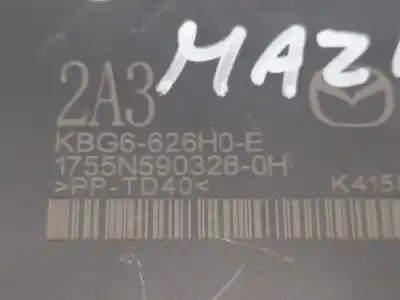 MAZ
2A3
KBG6-626H0-E
1755N590326-0H
>PP-TD40<
K415